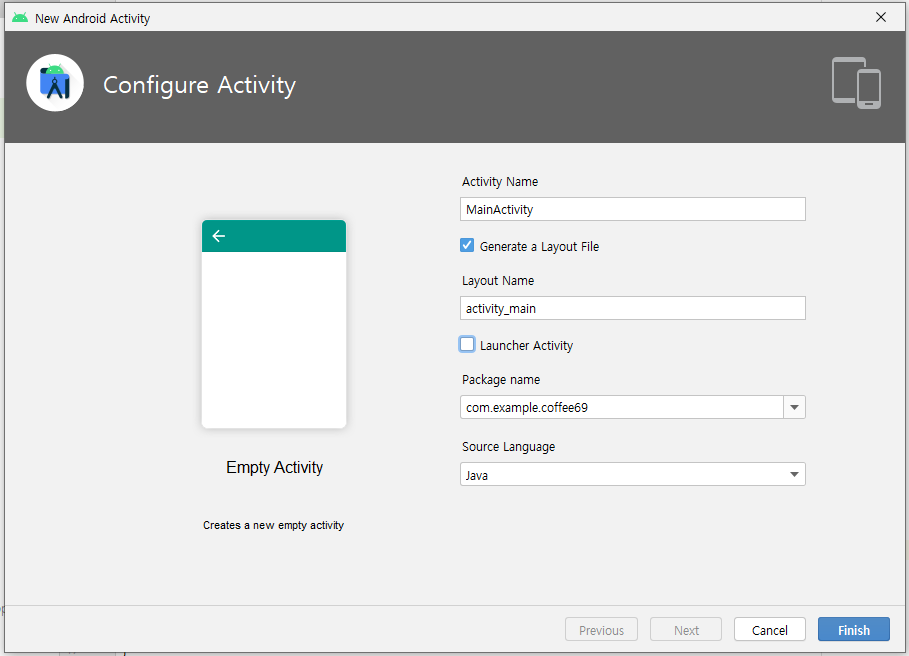 New Android Activity
Configure Activity
Activity Name
MainActivity
Generate a Layout File
Layout Name
activity_main
Launcher Activity
Package name
com.example.coffee69
Source Language
Java
Empty Activity
Creates a new empty activity
Previous
Next
Cancel
Finish